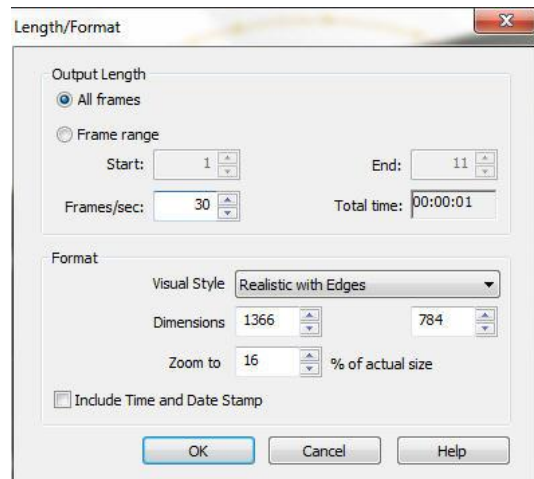 Length/Format
Output Length
All frames
Frame range
Start: 1 End: 11
Frames/sec: 30 Total time: 00:00:01
Format
Visual Style Realistic with Edges
Dimensions 1366 784
Zoom to 16 % of actual size
Include Time and Date Stamp
OK Cancel Help